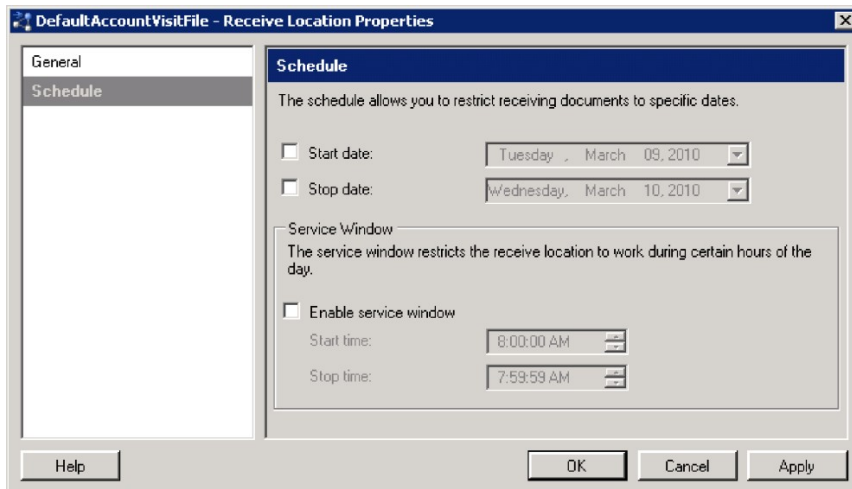 DefaultAccountVisitFile - Receive Location Properties
General
Schedule
Schedule
The schedule allows you to restrict receiving documents to specific dates.
Start date:
Tuesday , March 09, 2010
Stop date:
Wednesday, March 10, 2010
Service Window
The service window restricts the receive location to work during certain hours of the
day.
Enable service window
Start time:
8:00:00 AM
Stop time:
7:59:59 AM
Help
OK
Cancel
Apply